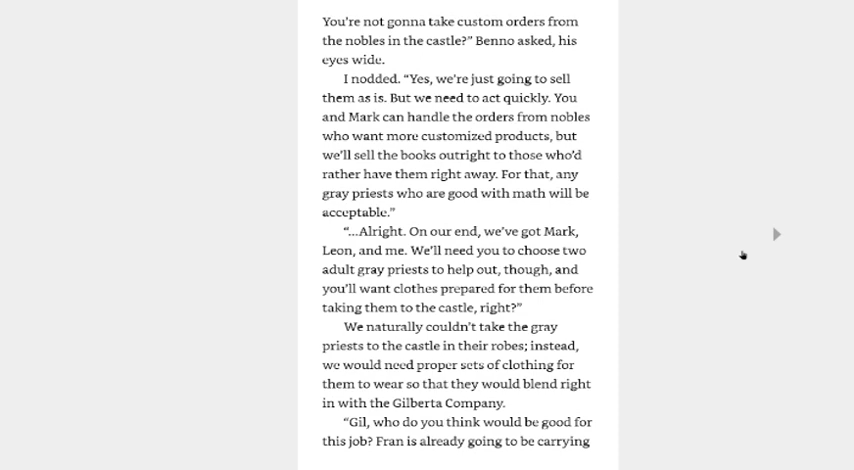 You're not gonna take custom orders from
the nobles in the castle?” Benno asked, his
eyes wide.
I nodded. “Yes, we're just going to sell
them as is. But we need to act quickly. You
and Mark can handle the orders from nobles
who want more customized products, but
we'll sell the books outright to those who'd
rather have them right away. For that, any
gray priests who are good with math will be
acceptable.”
“...Alright. On our end, we've got Mark,
Leon, and me. We'll need you to choose two
adult gray priests to help out, though, and
you'll want clothes prepared for them before
taking them to the castle, right?”
We naturally couldn't take the gray
priests to the castle in their robes; instead,
we would need proper sets of clothing for
them to wear so that they would blend right
in with the Gilberta Company.
“Gil, who do you think would be good for
this job? Fran is already going to be carrying